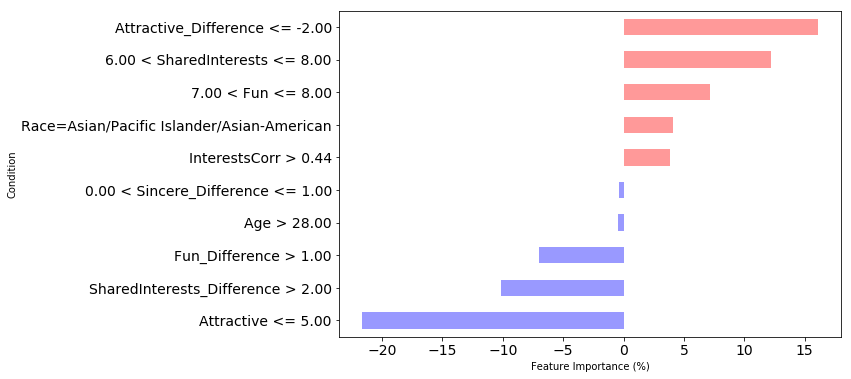 Attractive_Difference <= -2.00
6.00 < SharedInterests <= 8.00
7.00 < Fun <= 8.00
Race=Asian/Pacific Islander/Asian-American
InterestsCorr > 0.44
0.00 < Sincere_Difference <= 1.00
Age > 28.00
Fun_Difference > 1.00
SharedInterests_Difference > 2.00
Attractive <= 5.00
Condition
−20 −15 −10 −5 0 5 10 15
Feature Importance (%)